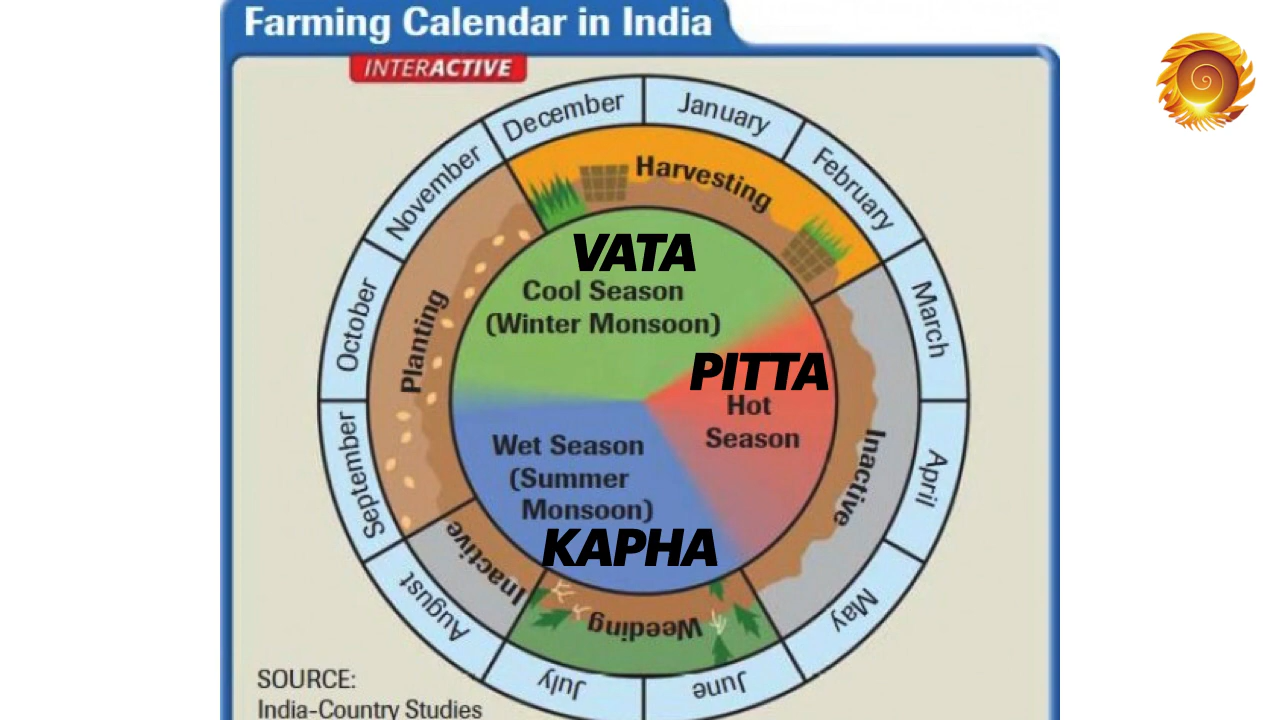 Farming Calendar in India
INTERACTIVE
December
January
February
March
April
May
June
July
August
September
October
November
Harvesting
Inactive
Weeding
Inactive
Planting
VATA
Cool Season
(Winter Monsoon)
PITTA
Hot
Season
Wet Season
(Summer
Monsoon)
KAPHA
SOURCE:
India-Country Studies